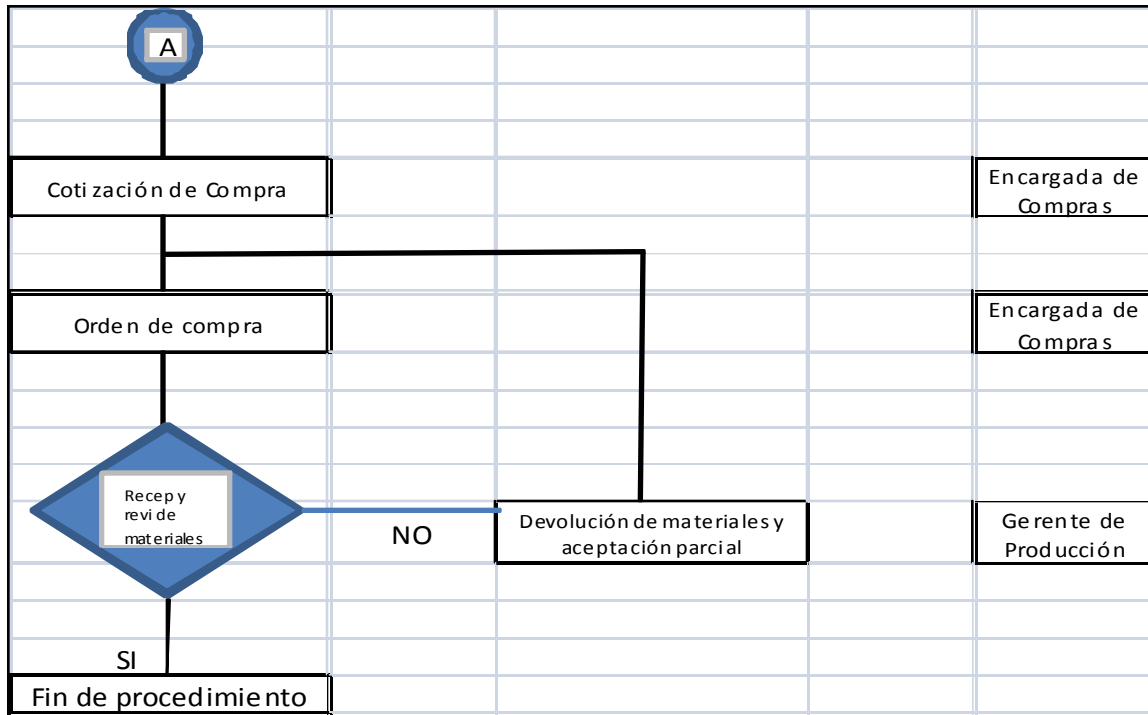 A
Cotización de Compra
Encargada de
Compras
Orden de compra
Encargada de
Compras
Recep y
revi de
materiales
NO
Devolución de materiales y
aceptación parcial
Gerente de
Producción
SI
Fin de procedimiento